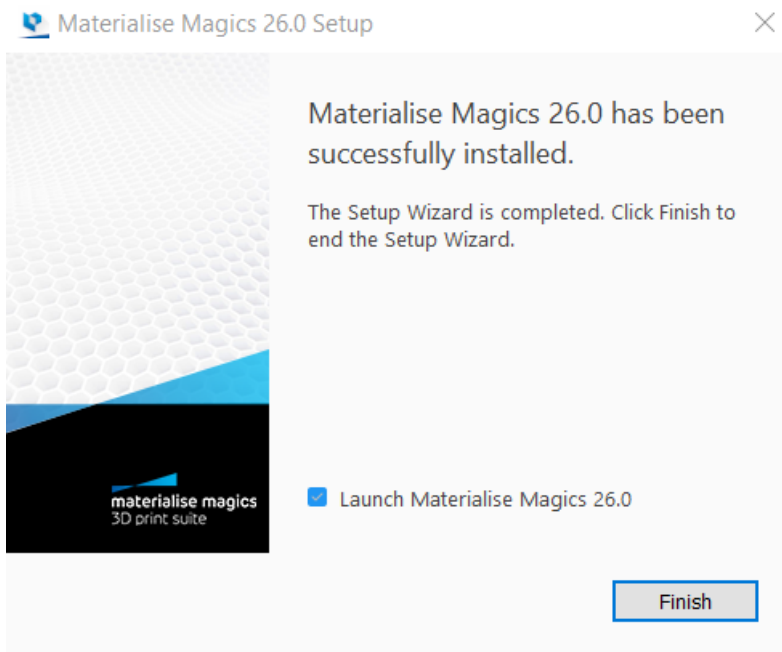 Materialise Magics 26.0 Setup
Materialise Magics 26.0 has been
successfully installed.
The Setup Wizard is completed. Click Finish to
end the Setup Wizard.
materialise magics
3D print suite
Launch Materialise Magics 26.0
Finish